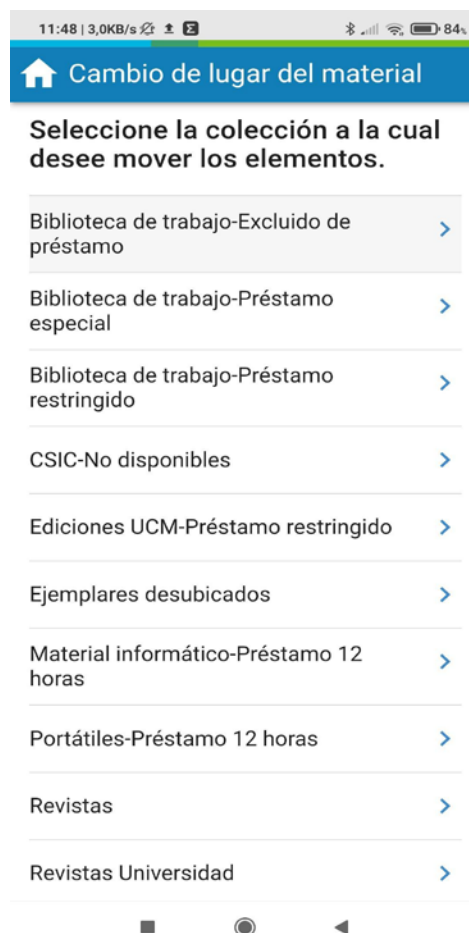 11:48 | 3,0KB/s
84%
Cambio de lugar del material
Seleccione la colección a la cual
desee mover los elementos.
Biblioteca de trabajo-Excluido de
préstamo
Biblioteca de trabajo-Préstamo
especial
Biblioteca de trabajo-Préstamo
restringido
CSIC-No disponibles
Ediciones UCM-Préstamo restringido
Ejemplares desubicados
Material informático-Préstamo 12
horas
Portátiles-Préstamo 12 horas
Revistas
Revistas Universidad